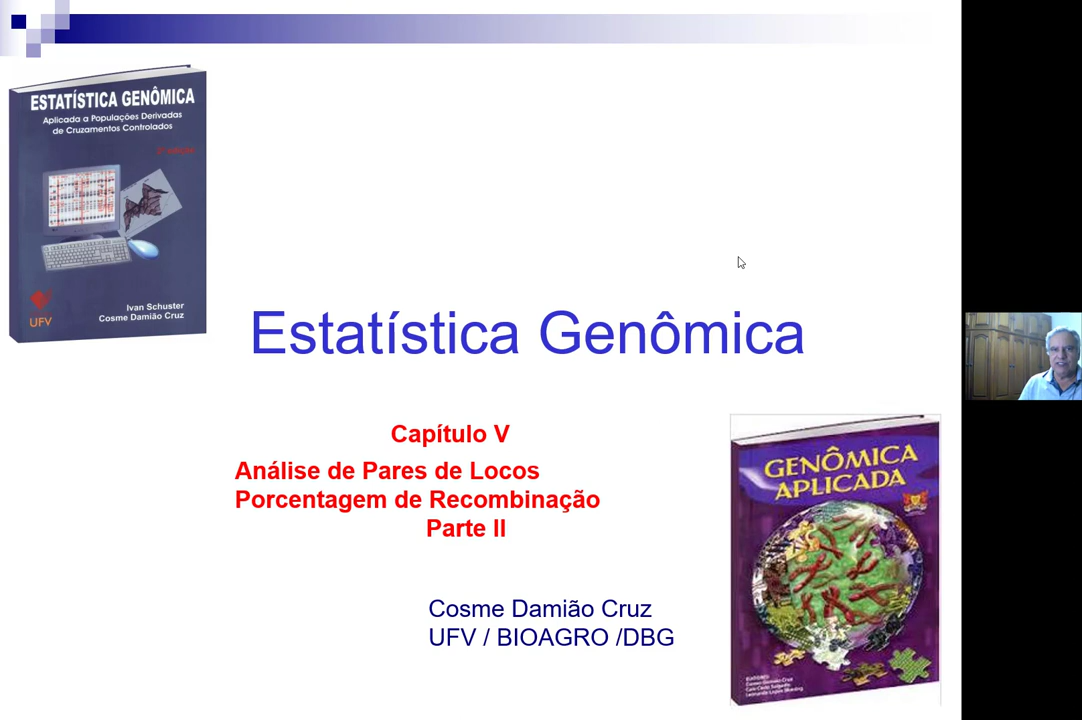 ESTATÍSTICA GENÔMICA
Aplicada a Populações Derivadas
de Cruzamentos Controlados
Ivan Schuster
Cosme Damião Cruz
UFV
Estatística Genômica
Capítulo V
Análise de Pares de Locos
Porcentagem de Recombinação
Parte II
GENÔMICA
APLICADA
Cosme Damião Cruz
UFV / BIOAGRO /DBG